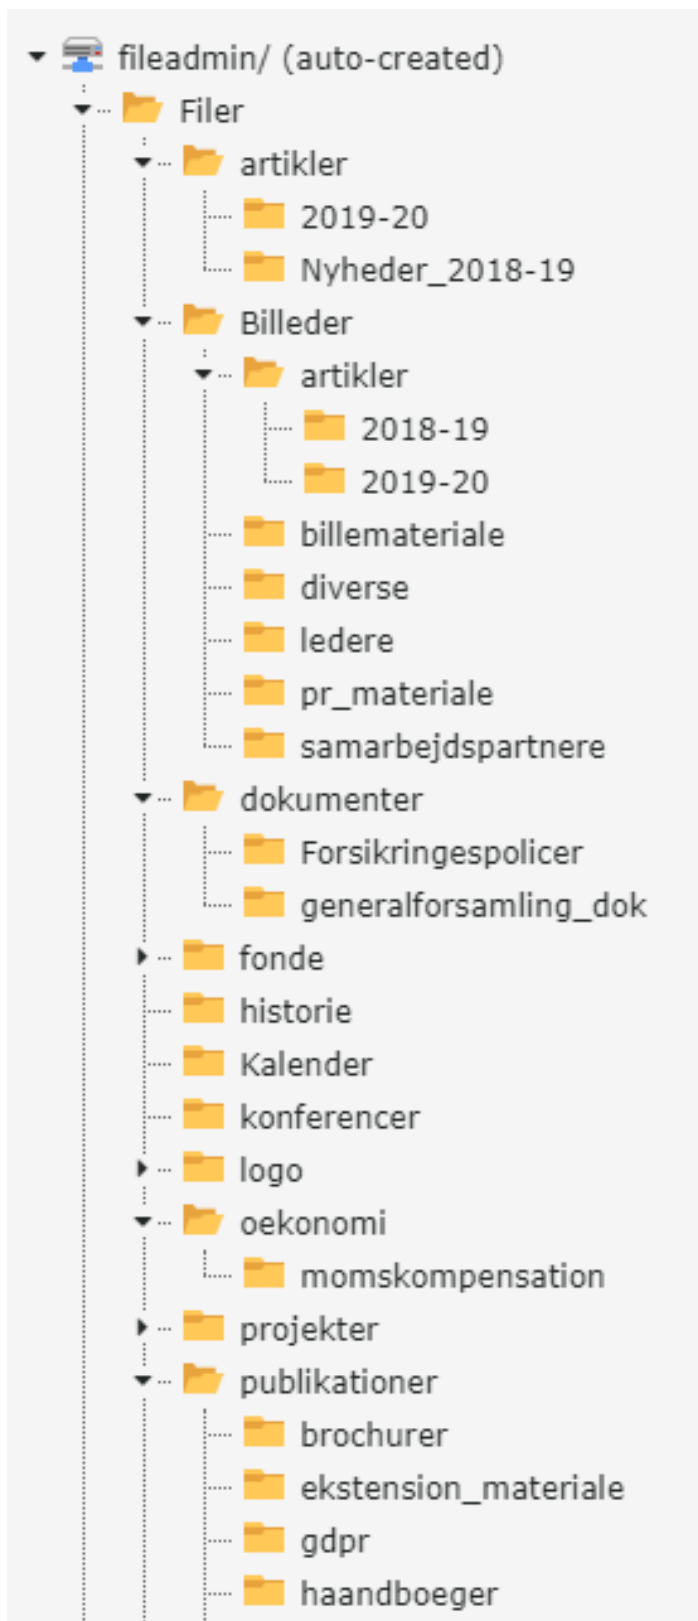 fileadmin/ (auto-created)
Filer
artikler
2019-20
Nyheder_2018-19
Billeder
artikler
2018-19
2019-20
billemateriale
diverse
ledere
pr_materiale
samarbejdspartnere
dokumenter
Forsikringespolicer
generalforsamling_dok
fonde
historie
Kalender
konferencer
logo
oekonomi
momskompensation
projekter
publikationer
brochurer
ekstension_materiale
gdpr
haandboeger